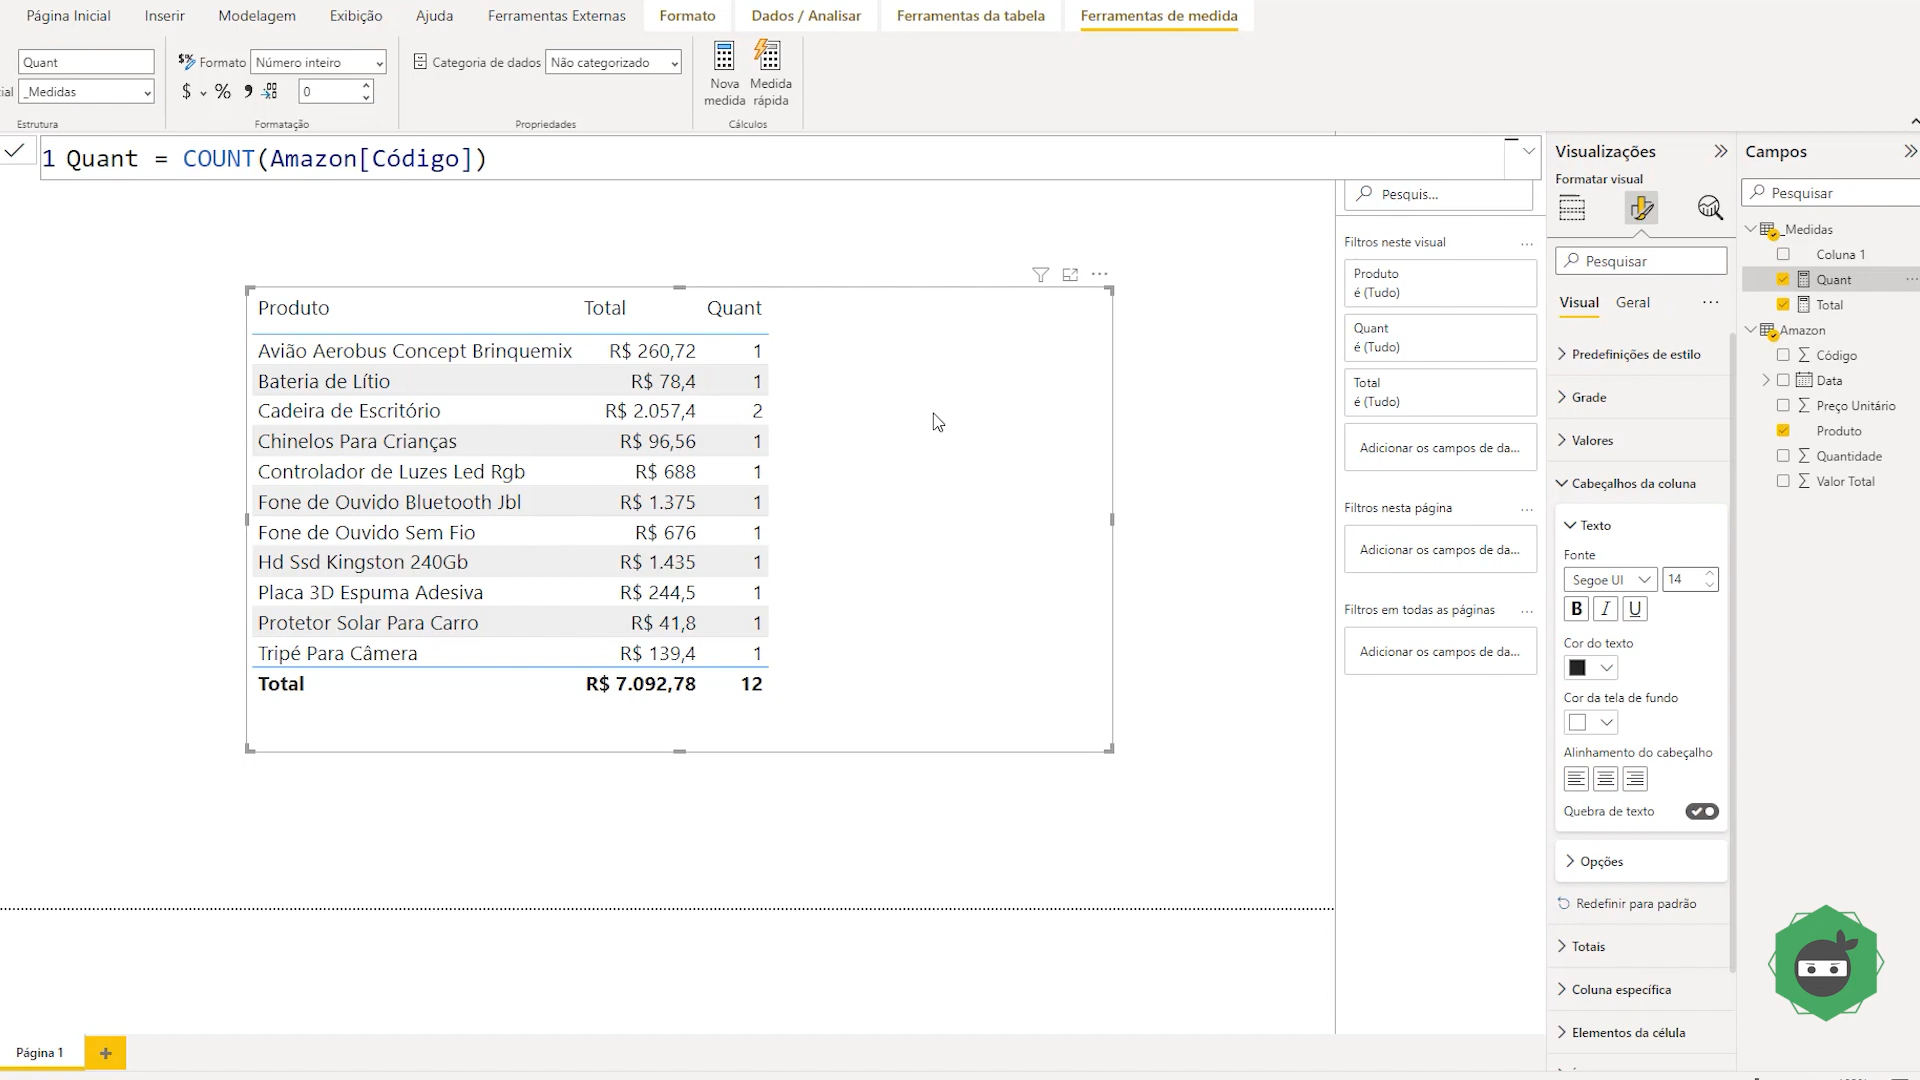 Página Inicial Inserir Modelagem Exibição Ajuda Ferramentas Externas Formato Dados / Analisar Ferramentas da tabela Ferramentas de medida
Quant Formato Número inteiro Categoria de dados Não categorizado
ial _Medidas $ % 0
Nova medida
Medida rápida
Estrutura Formatação Propriedades Cálculos
1 Quant = COUNT(Amazon[Código])
Produto Total Quant
Avião Aerobus Concept Brinquemix R$ 260,72 1
Bateria de Lítio R$ 78,4 1
Cadeira de Escritório R$ 2.057,4 2
Chinelos Para Crianças R$ 96,56 1
Controlador de Luzes Led Rgb R$ 688 1
Fone de Ouvido Bluetooth Jbl R$ 1.375 1
Fone de Ouvido Sem Fio R$ 676 1
Hd Ssd Kingston 240Gb R$ 1.435 1
Placa 3D Espuma Adesiva R$ 244,5 1
Protetor Solar Para Carro R$ 41,8 1
Tripé Para Câmera R$ 139,4 1
Total R$ 7.092,78 12
Pesquis...
Filtros neste visual ...
Produto
é (Tudo)
Quant
é (Tudo)
Total
é (Tudo)
Adicionar os campos de da...
Filtros nesta página ...
Adicionar os campos de da...
Filtros em todas as páginas ...
Adicionar os campos de da...
Visualizações
Formatar visual
Pesquisar
Visual Geral ...
Predefinições de estilo
Grade
Valores
Cabeçalhos da coluna
Texto
Fonte
Segoe UI 14
B I U
Cor do texto
Cor da tela de fundo
Alinhamento do cabeçalho
Quebra de texto
Opções
Redefinir para padrão
Totais
Coluna específica
Elementos da célula
Campos
Pesquisar
_Medidas
Coluna 1
Quant ...
Total
Amazon
Código
Data
Preço Unitário
Produto
Quantidade
Valor Total
Página 1 +